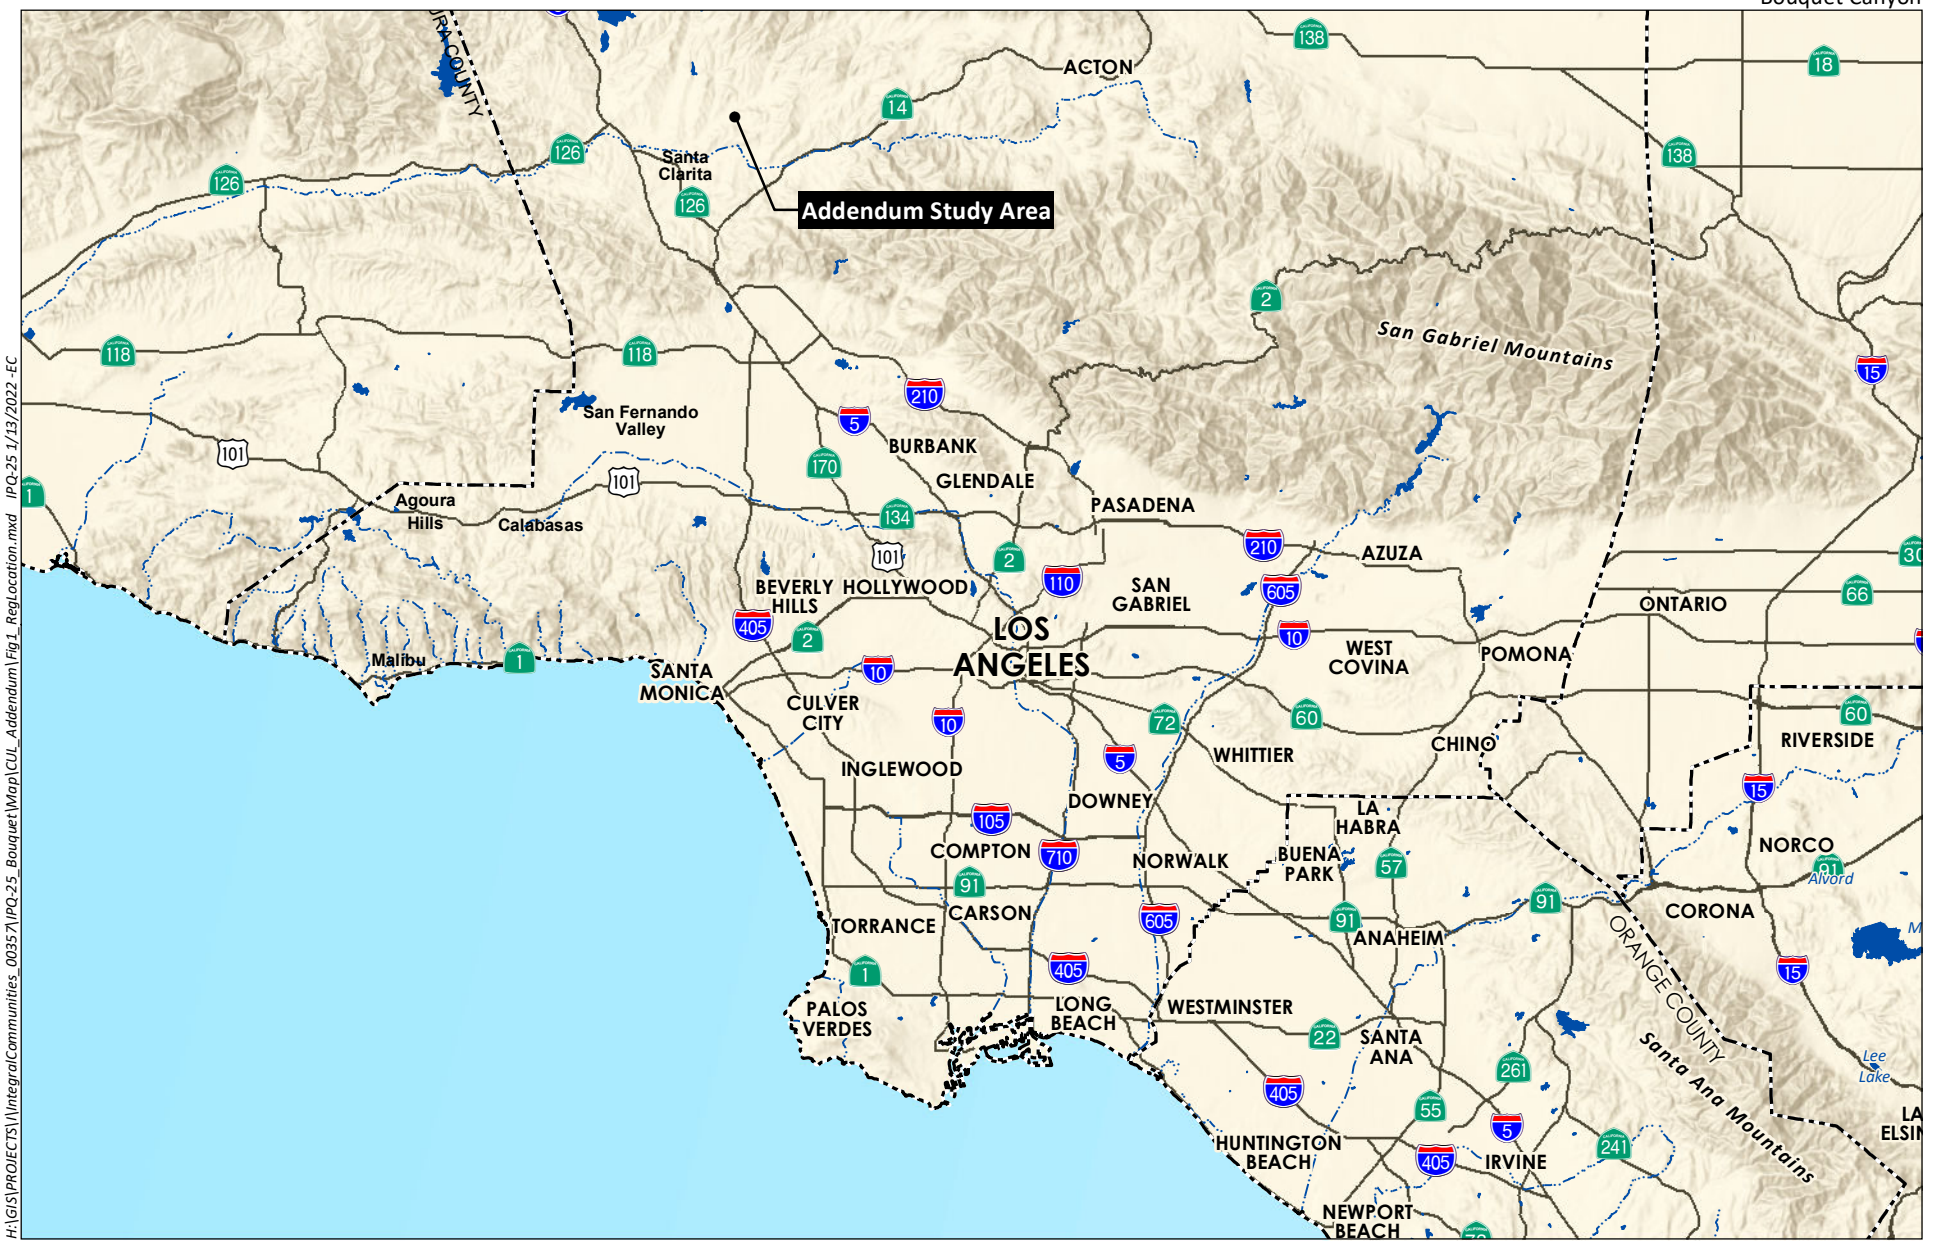 Bouquet Canyon
URA COUNTY
138
18
ACTON
14
126
138
126
Santa
Clarita
126
Addendum Study Area
2
San Gabriel Mountains
118
118
15
210
San Fernando
Valley
5
BURBANK
101
170
GLENDALE
101
1
Agoura
Hills
Calabasas
134
PASADENA
210
AZUZA
30
101
2
110
BEVERLY
HILLS
HOLLYWOOD
SAN
GABRIEL
605
66
ONTARIO
405
2
LOS
ANGELES
10
WEST
COVINA
POMONA
Malibu
1
SANTA
MONICA
10
CULVER
CITY
10
72
60
60
RIVERSIDE
CHINO
WHITTIER
5
INGLEWOOD
15
DOWNEY
LA
HABRA
105
COMPTON
710
NORWALK
BUENA
PARK
57
NORCO
91
Alvord
91
91
CARSON
605
91
CORONA
TORRANCE
ANAHEIM
ORANGE COUNTY
M
1
405
15
PALOS
VERDES
LONG
BEACH
WESTMINSTER
22
SANTA
ANA
Santa Ana Mountains
Lee
Lake
261
405
55
5
LA
ELSIN
HUNTINGTON
BEACH
405
IRVINE
241
NEWPORT
BEACH
H:\GIS\PROJECTS\I\IntegralCommunities_00357\IPQ-25_Bouquet\Map\CUL_Addendum\Fig1_RegLocation.mxd IPQ-25 1/13/2022 -EC